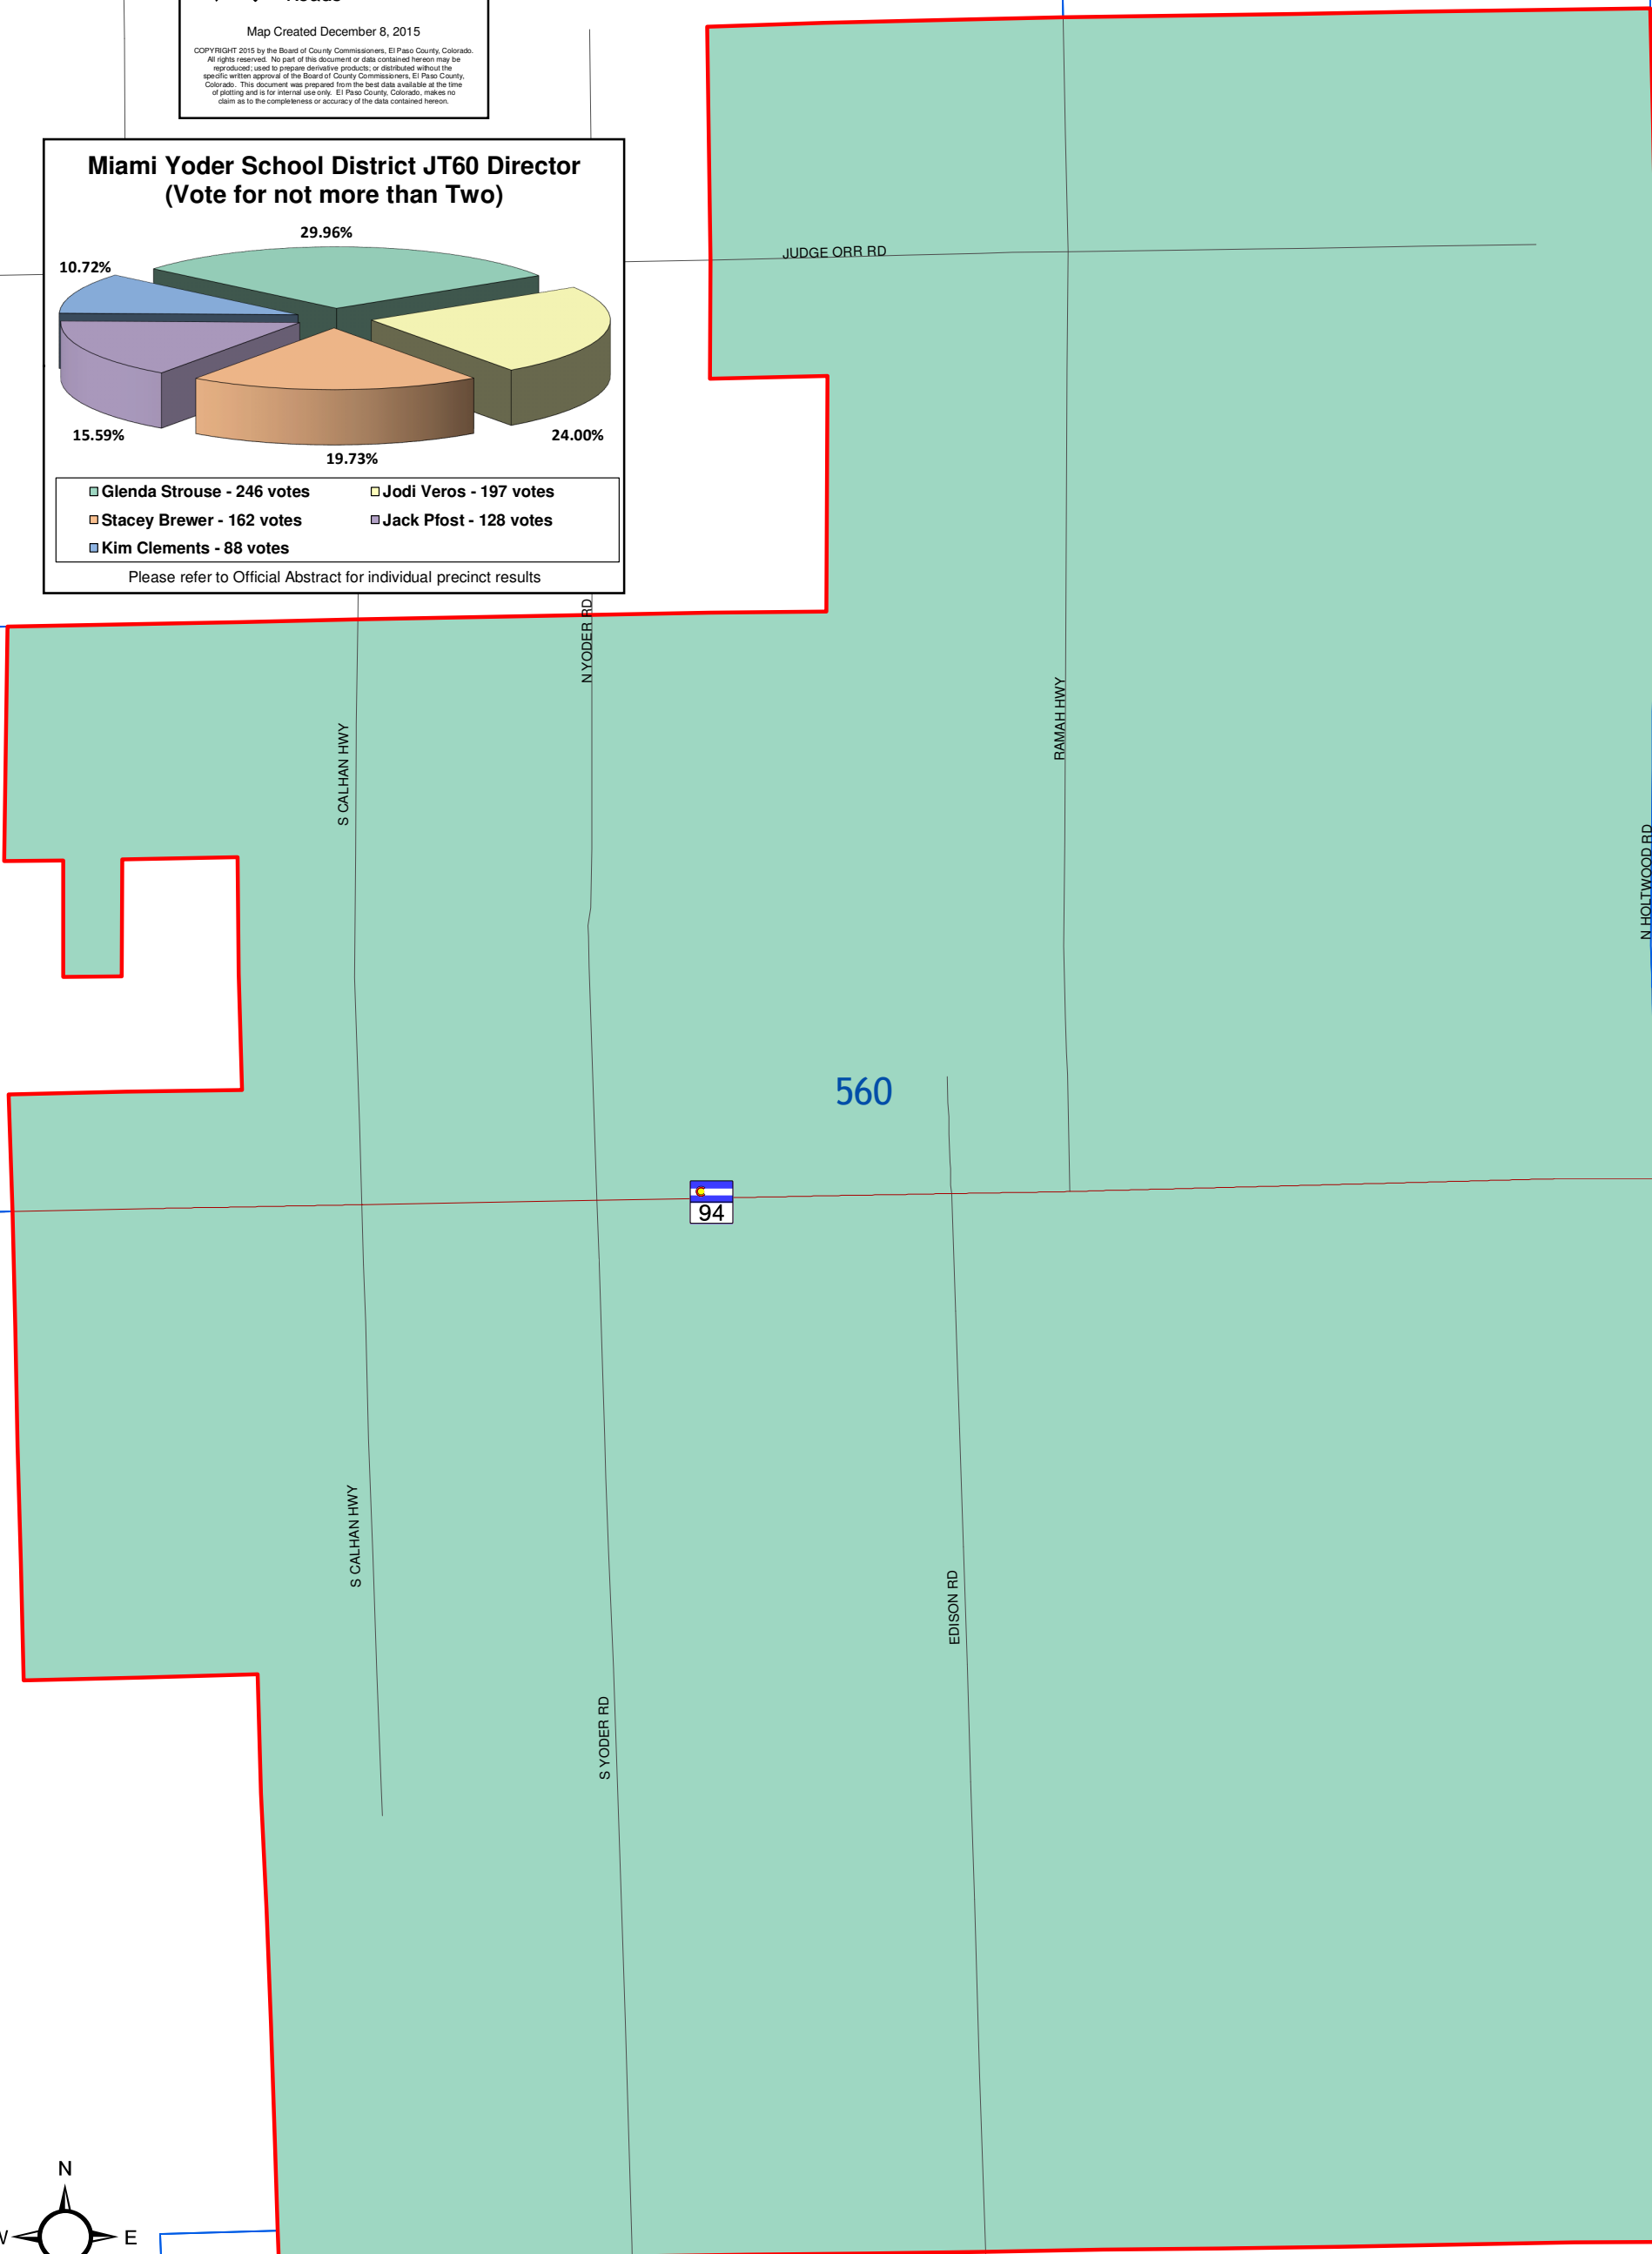 Map Created December 8, 2015
COPYRIGHT 2015 by the Board of County Commissioners, El Paso County, Colorado.
All rights reserved. No part of this document or data contained hereon may be
reproduced; used to prepare derivative products; or distributed without the
specific written approval of the Board of County Commissioners, El Paso County,
Colorado. This document was prepared from the best data available at the time
of plotting and is for internal use only. El Paso County, Colorado, makes no
claim as to the completeness or accuracy of the data contained hereon.
Miami Yoder School District JT60 Director
(Vote for not more than Two)
29.96%
10.72%
15.59%
24.00%
19.73%
Glenda Strouse - 246 votes
Jodi Veros - 197 votes
Stacey Brewer - 162 votes
Jack Pfost - 128 votes
Kim Clements - 88 votes
Please refer to Official Abstract for individual precinct results
JUDGE ORR RD
N YODER RD
RAMAH HWY
S CALHAN HWY
N HOLTWOOD RD
560
94
S CALHAN HWY
EDISON RD
S YODER RD
N
W
E